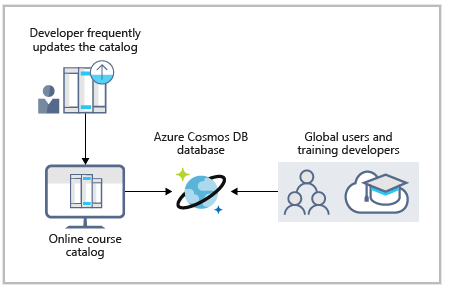 Developer frequently
updates the catalog
Azure Cosmos DB
database
Global users and
training developers
Online course
catalog